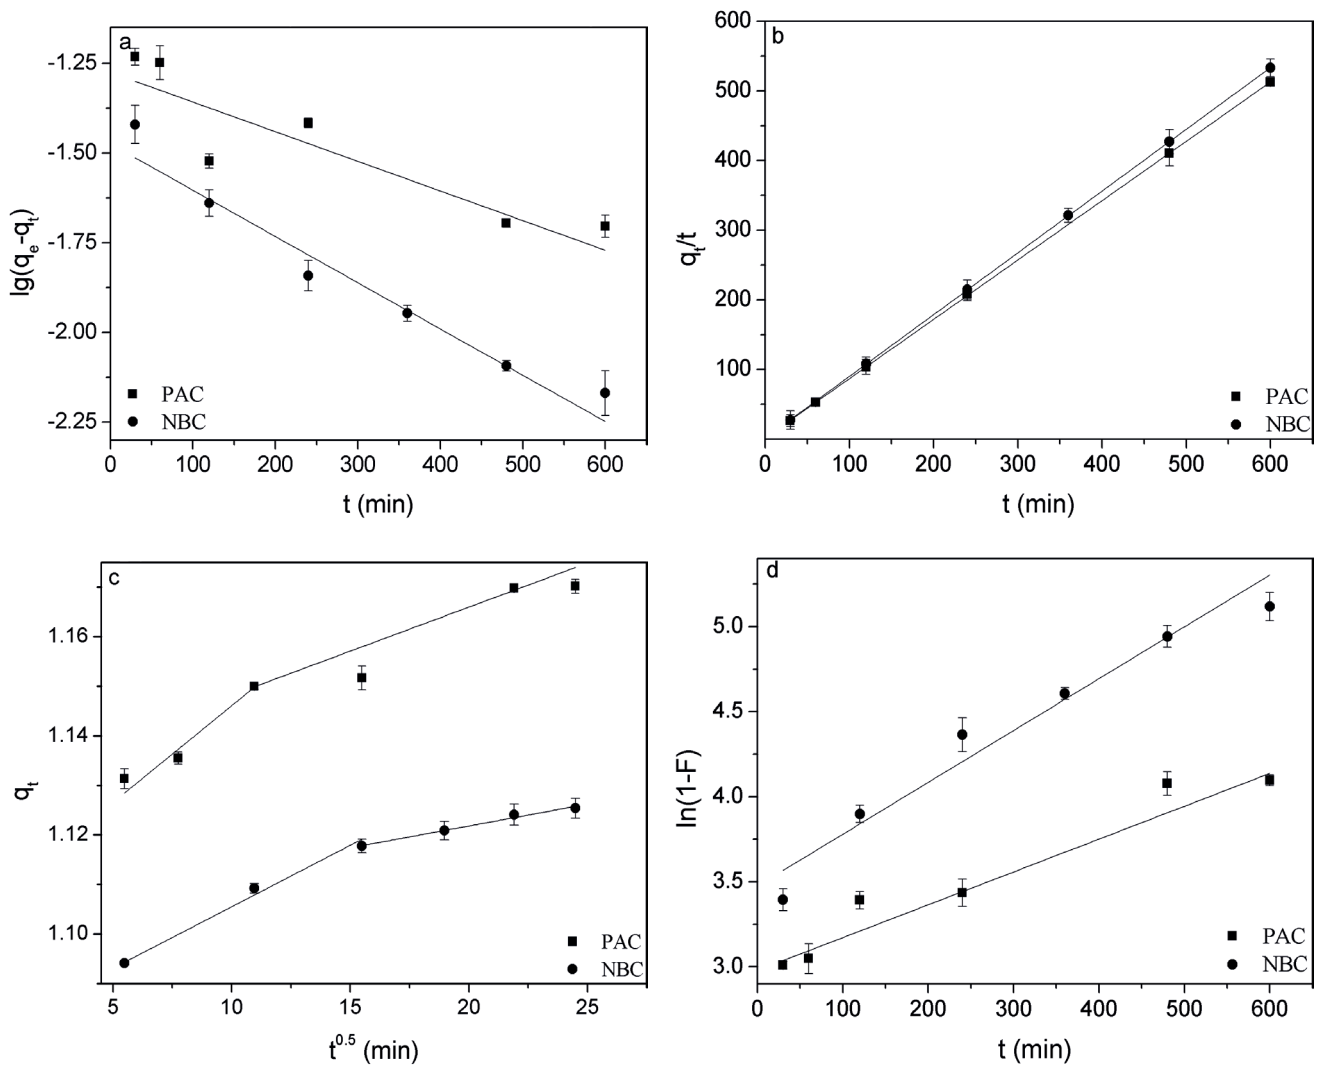 a
-1.25
-1.50
-1.75
-2.00
-2.25
lg(qe-qt)
PAC
NBC
0 100 200 300 400 500 600
t (min)
b
600
500
400
300
200
100
qt/t
PAC
NBC
0 100 200 300 400 500 600
t (min)
c
1.16
1.14
1.12
1.10
qt
PAC
NBC
5 10 15 20 25
t0.5 (min)
d
5.0
4.5
4.0
3.5
3.0
ln(1-F)
PAC
NBC
0 100 200 300 400 500 600
t (min)